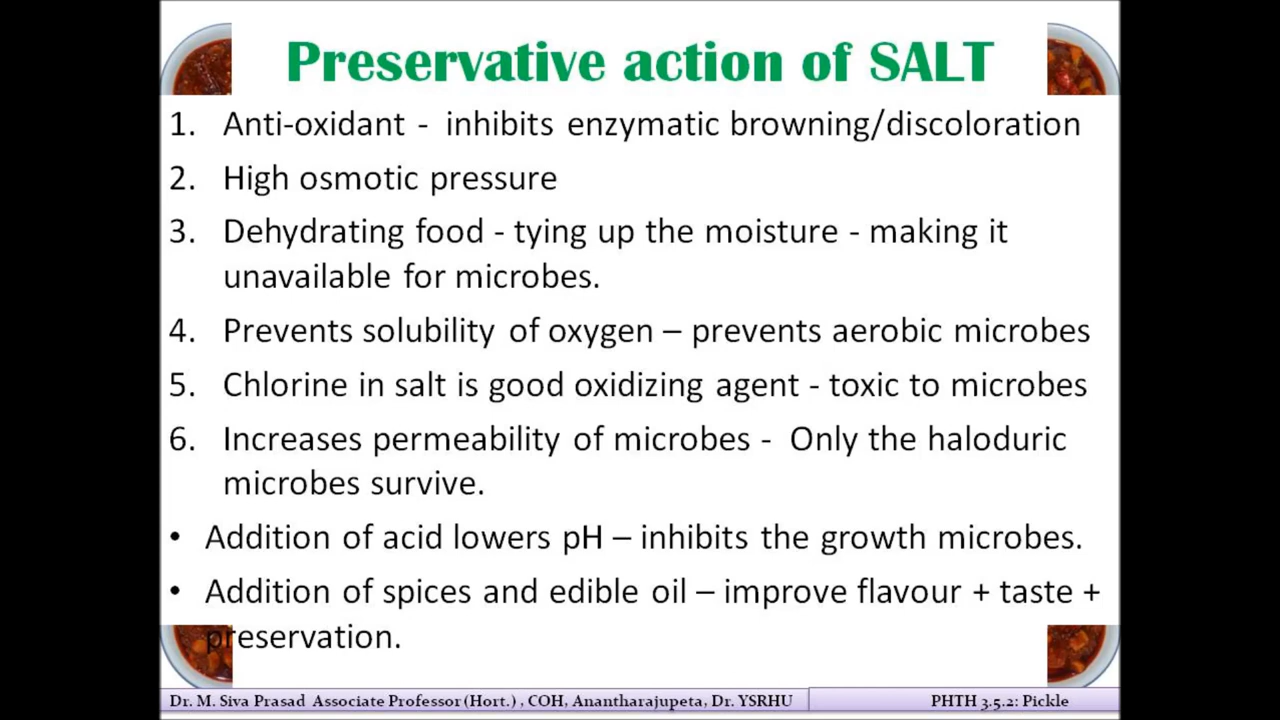 Preservative action of SALT
1. Anti-oxidant - inhibits enzymatic browning/discoloration
2. High osmotic pressure
3. Dehydrating food - tying up the moisture - making it
unavailable for microbes.
4. Prevents solubility of oxygen – prevents aerobic microbes
5. Chlorine in salt is good oxidizing agent - toxic to microbes
6. Increases permeability of microbes - Only the haloduric
microbes survive.
• Addition of acid lowers pH – inhibits the growth microbes.
• Addition of spices and edible oil – improve flavour + taste +
preservation.
Dr. M. Siva Prasad Associate Professor (Hort.) , COH, Anantharajupeta, Dr. YSRHU
PHTH 3.5.2: Pickle